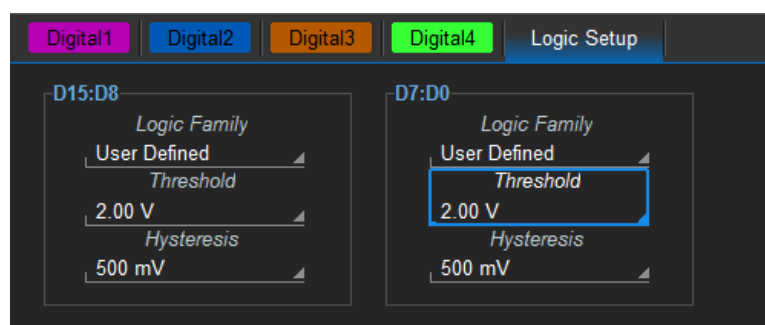 Digital1 Digital2 Digital3 Digital4 Logic Setup
D15:D8
Logic Family
User Defined
Threshold
2.00 V
Hysteresis
500 mV
D7:D0
Logic Family
User Defined
Threshold
2.00 V
Hysteresis
500 mV